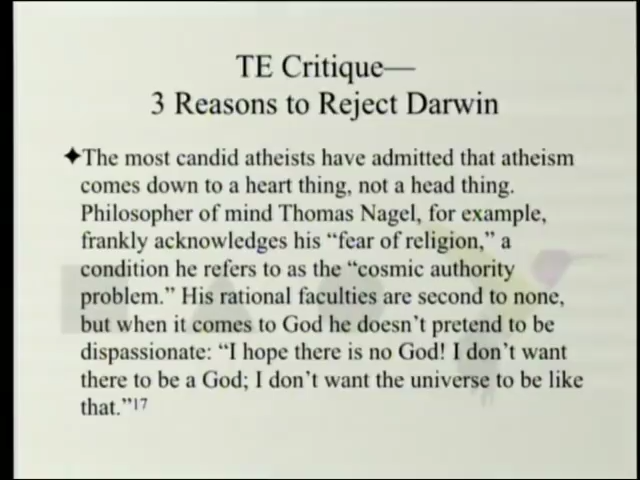 TE Critique—
3 Reasons to Reject Darwin
✦The most candid atheists have admitted that atheism
comes down to a heart thing, not a head thing.
Philosopher of mind Thomas Nagel, for example,
frankly acknowledges his “fear of religion,” a
condition he refers to as the “cosmic authority
problem.” His rational faculties are second to none,
but when it comes to God he doesn’t pretend to be
dispassionate: “I hope there is no God! I don’t want
there to be a God; I don’t want the universe to be like
that.”17